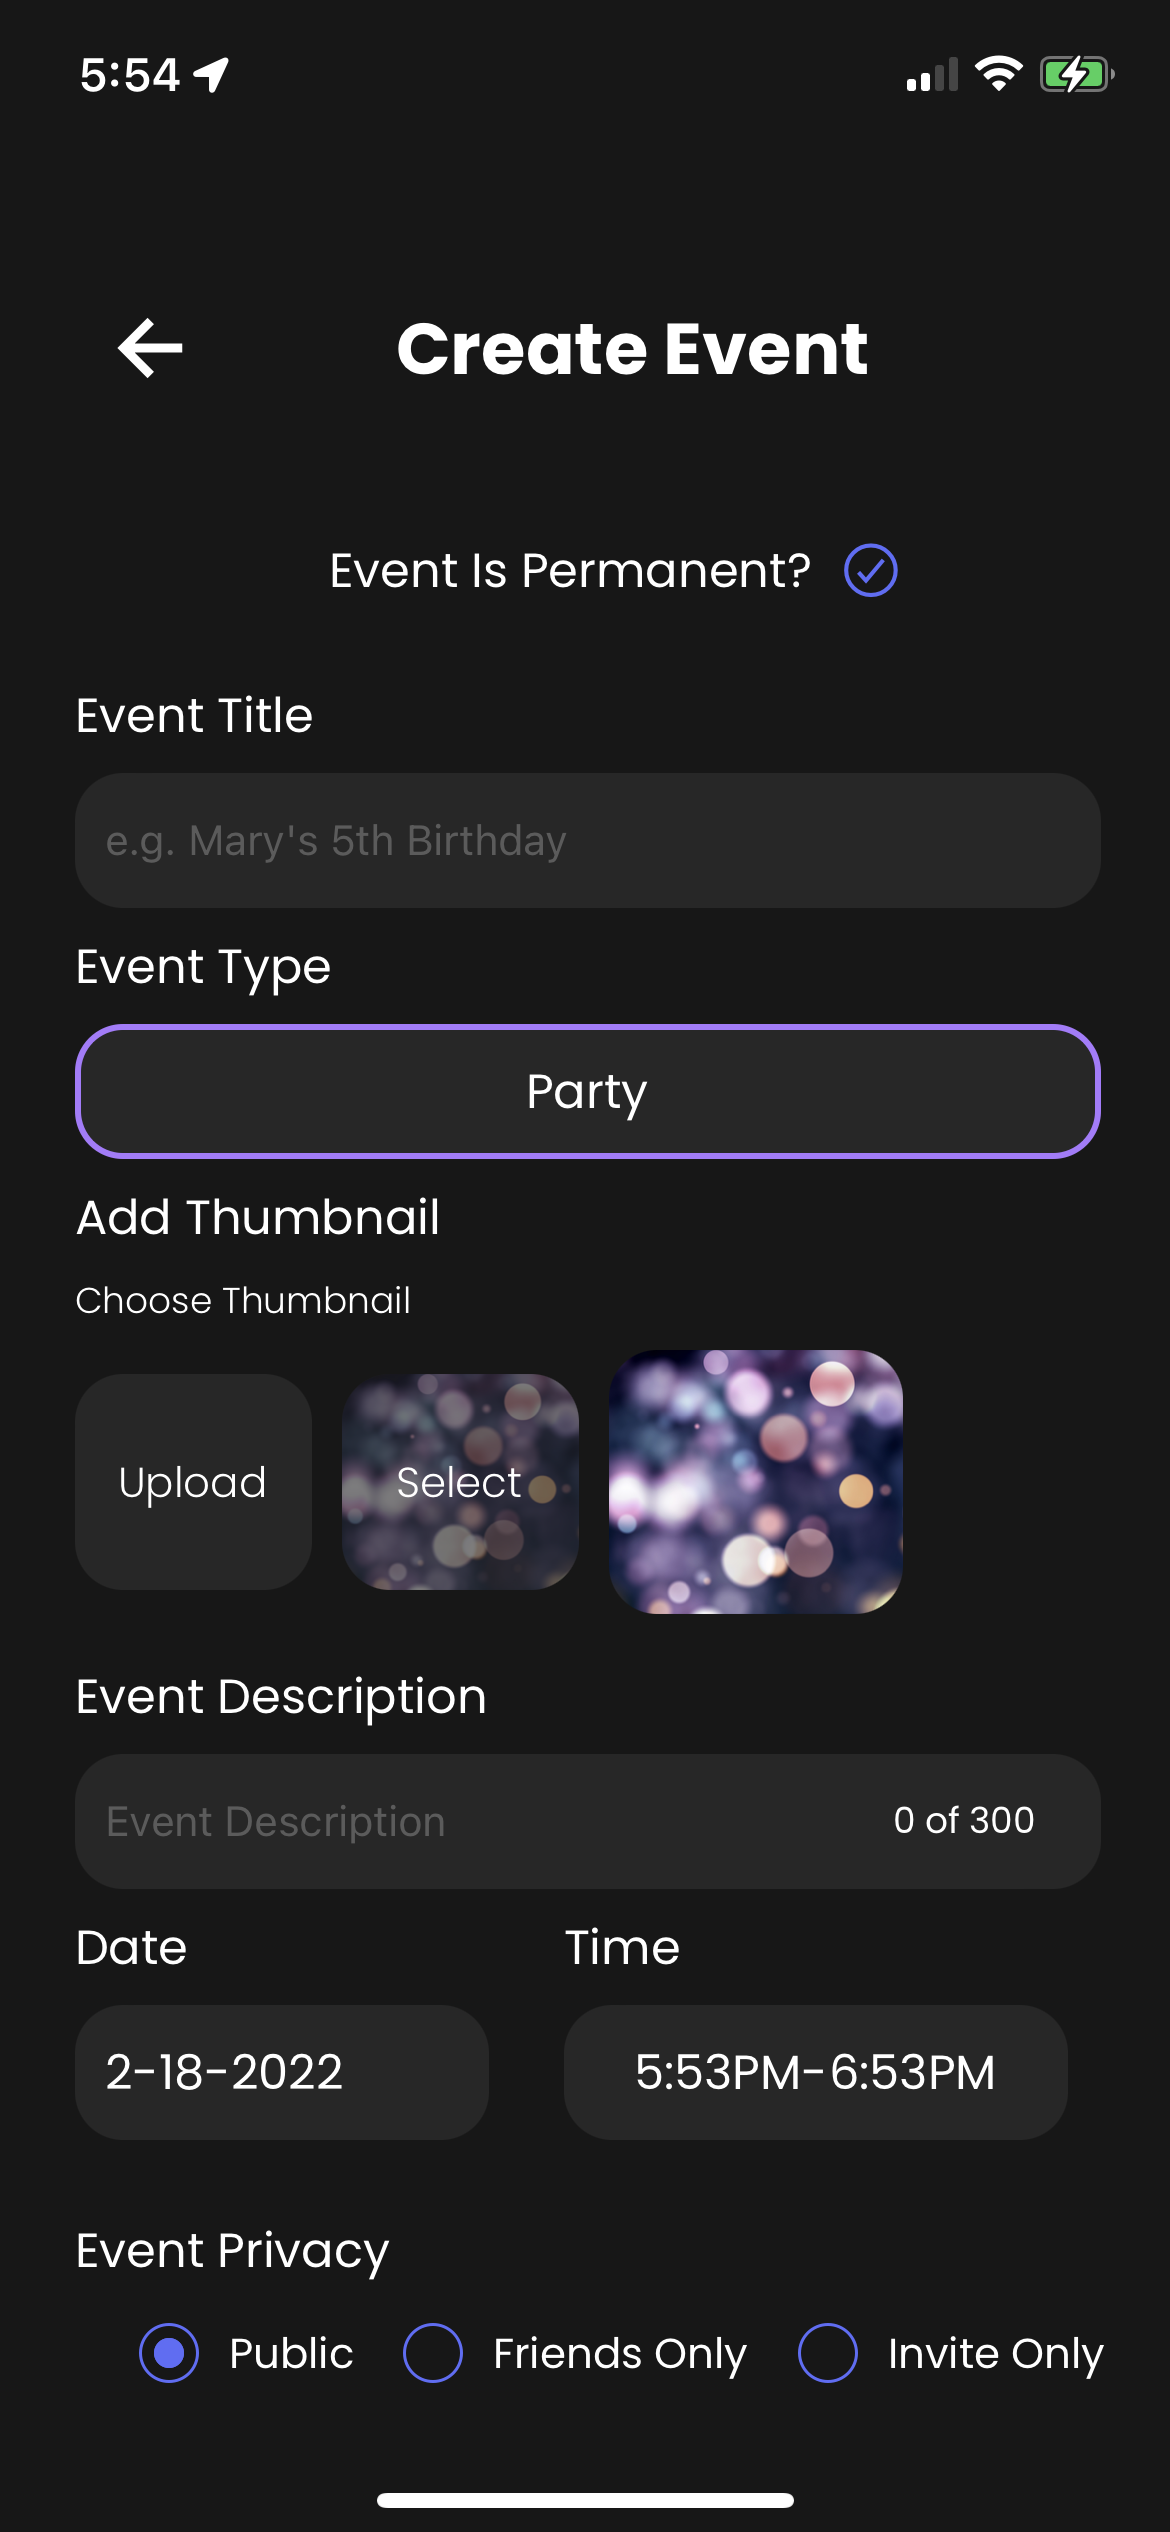 5:54
Create Event
Event Is Permanent?
Event Title
e.g. Mary's 5th Birthday
Event Type
Party
Add Thumbnail
Choose Thumbnail
Upload
Select
Event Description
Event Description 0 of 300
Date Time
2-18-2022 5:53PM-6:53PM
Event Privacy
Public Friends Only Invite Only